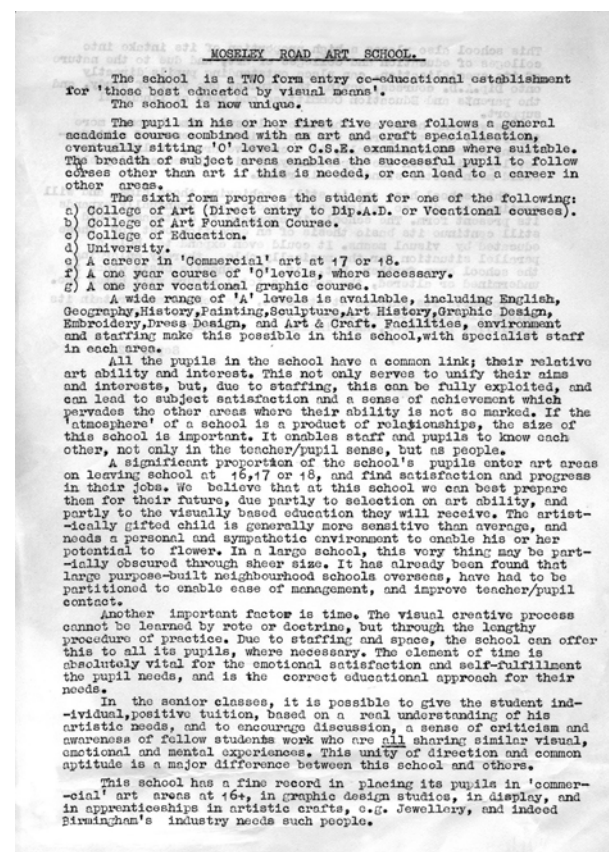 MOSELEY ROAD ART SCHOOL.
The school is a TWO form entry co-educational establishment
for 'those best educated by visual means'.
The school is now unique.
The pupil in his or her first five years follows a general
academic course combined with an art and craft specialisation,
eventually sitting 'O' level or C.S.E. examinations where suitable.
The breadth of subject areas enables the successful pupil to follow
corses other than art if this is needed, or can lead to a career in
other areas.
The sixth form prepares the student for one of the following:
a) College of Art (Direct entry to Dip.A.D. or Vocational courses).
b) College of Art Foundation Course.
c) College of Education.
d) University.
e) A career in 'Commercial' art at 17 or 18.
f) A one year course of 'O'levels, where necessary.
g) A one year vocational graphic course.
A wide range of 'A' levels is available, including English,
Geography,History,Painting,Sculpture,Art History,Graphic Design,
Embroidery,Dress Design, and Art & Craft. Facilities, environment
and staffing make this possible in this school,with specialist staff
in each area.
All the pupils in the school have a common link; their relative
art ability and interest. This not only serves to unify their aims
and interests, but, due to staffing, this can be fully exploited, and
can lead to subject satisfaction and a sense of achievement which
pervades the other areas where their ability is not so marked. If the
'atmosphere' of a school is a product of relationships, the size of
this school is important. It enables staff and pupils to know each
other, not only in the teacher/pupil sense, but as people.
A significant proportion of the school's pupils enter art areas
on leaving school at 16,17 or 18, and find satisfaction and progress
in their jobs. We believe that at this school we can best prepare
them for their future, due partly to selection on art ability, and
partly to the visually based education they will receive. The artist-
-ically gifted child is generally more sensitive than average, and
needs a personal and sympathetic environment to enable his or her
potential to flower. In a large school, this very thing may be part-
-ially obscured through sheer size. It has already been found that
large purpose-built neighbourhood schools overseas, have had to be
partitioned to enable ease of management, and improve teacher/pupil
contact.
Another important factor is time. The visual creative process
cannot be learned by rote or doctrine, but through the lengthy
procedure of practice. Due to staffing and space, the school can offer
this to all its pupils, where necessary. The element of time is
absolutely vital for the emotional satisfaction and self-fulfillment
the pupil needs, and is the correct educational approach for their
needs.
In the senior classes, it is possible to give the student ind-
-ividual,positive tuition, based on a real understanding of his
artistic needs, and to encourage discussion, a sense of criticism and
awareness of fellow students work who are all sharing similar visual,
emotional and mental experiences. This unity of direction and common
aptitude is a major difference between this school and others.
This school has a fine record in placing its pupils in 'commer-
-cial' art areas at 16+, in graphic design studios, in display, and
in apprenticeships in artistic crafts, e.g. Jewellery, and indeed
Birmingham's industry needs such people.